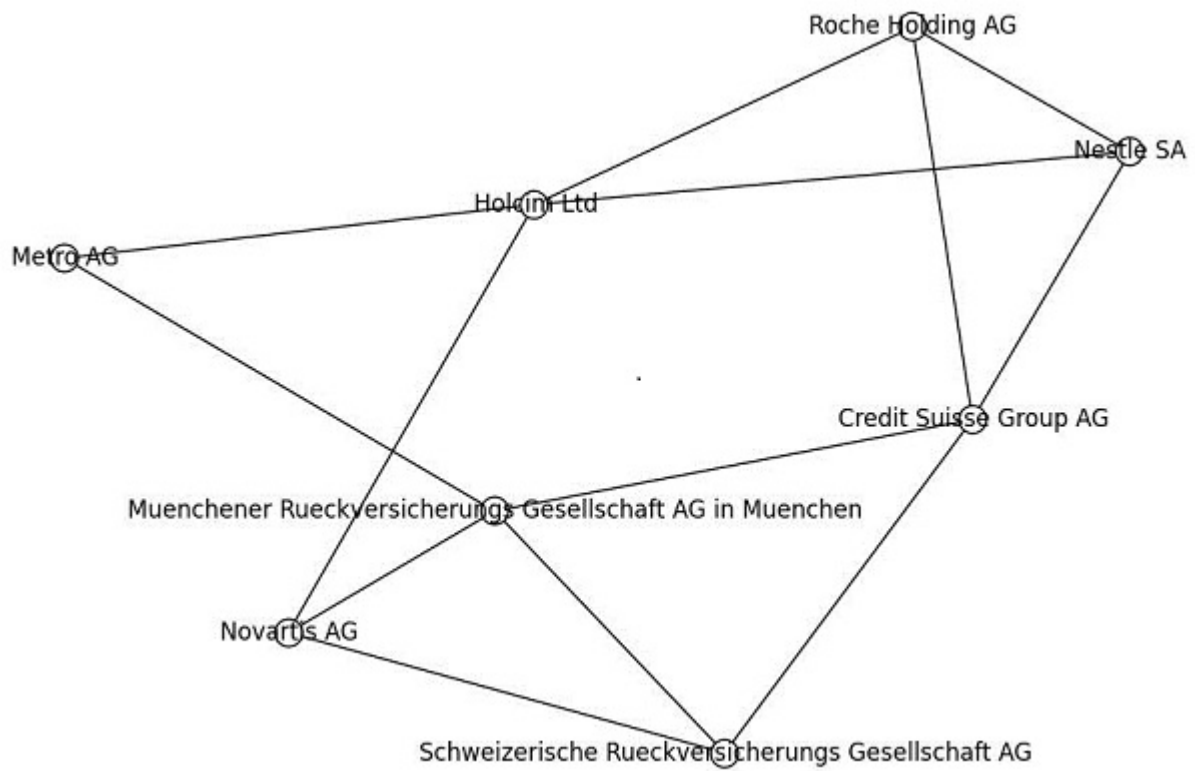 Roche Holding AG
Nestle SA
Holcim Ltd
Metro AG
Credit Suisse Group AG
Muenchener Rueckversicherungs Gesellschaft AG in Muenchen
Novartis AG
Schweizerische Rueckversicherungs Gesellschaft AG